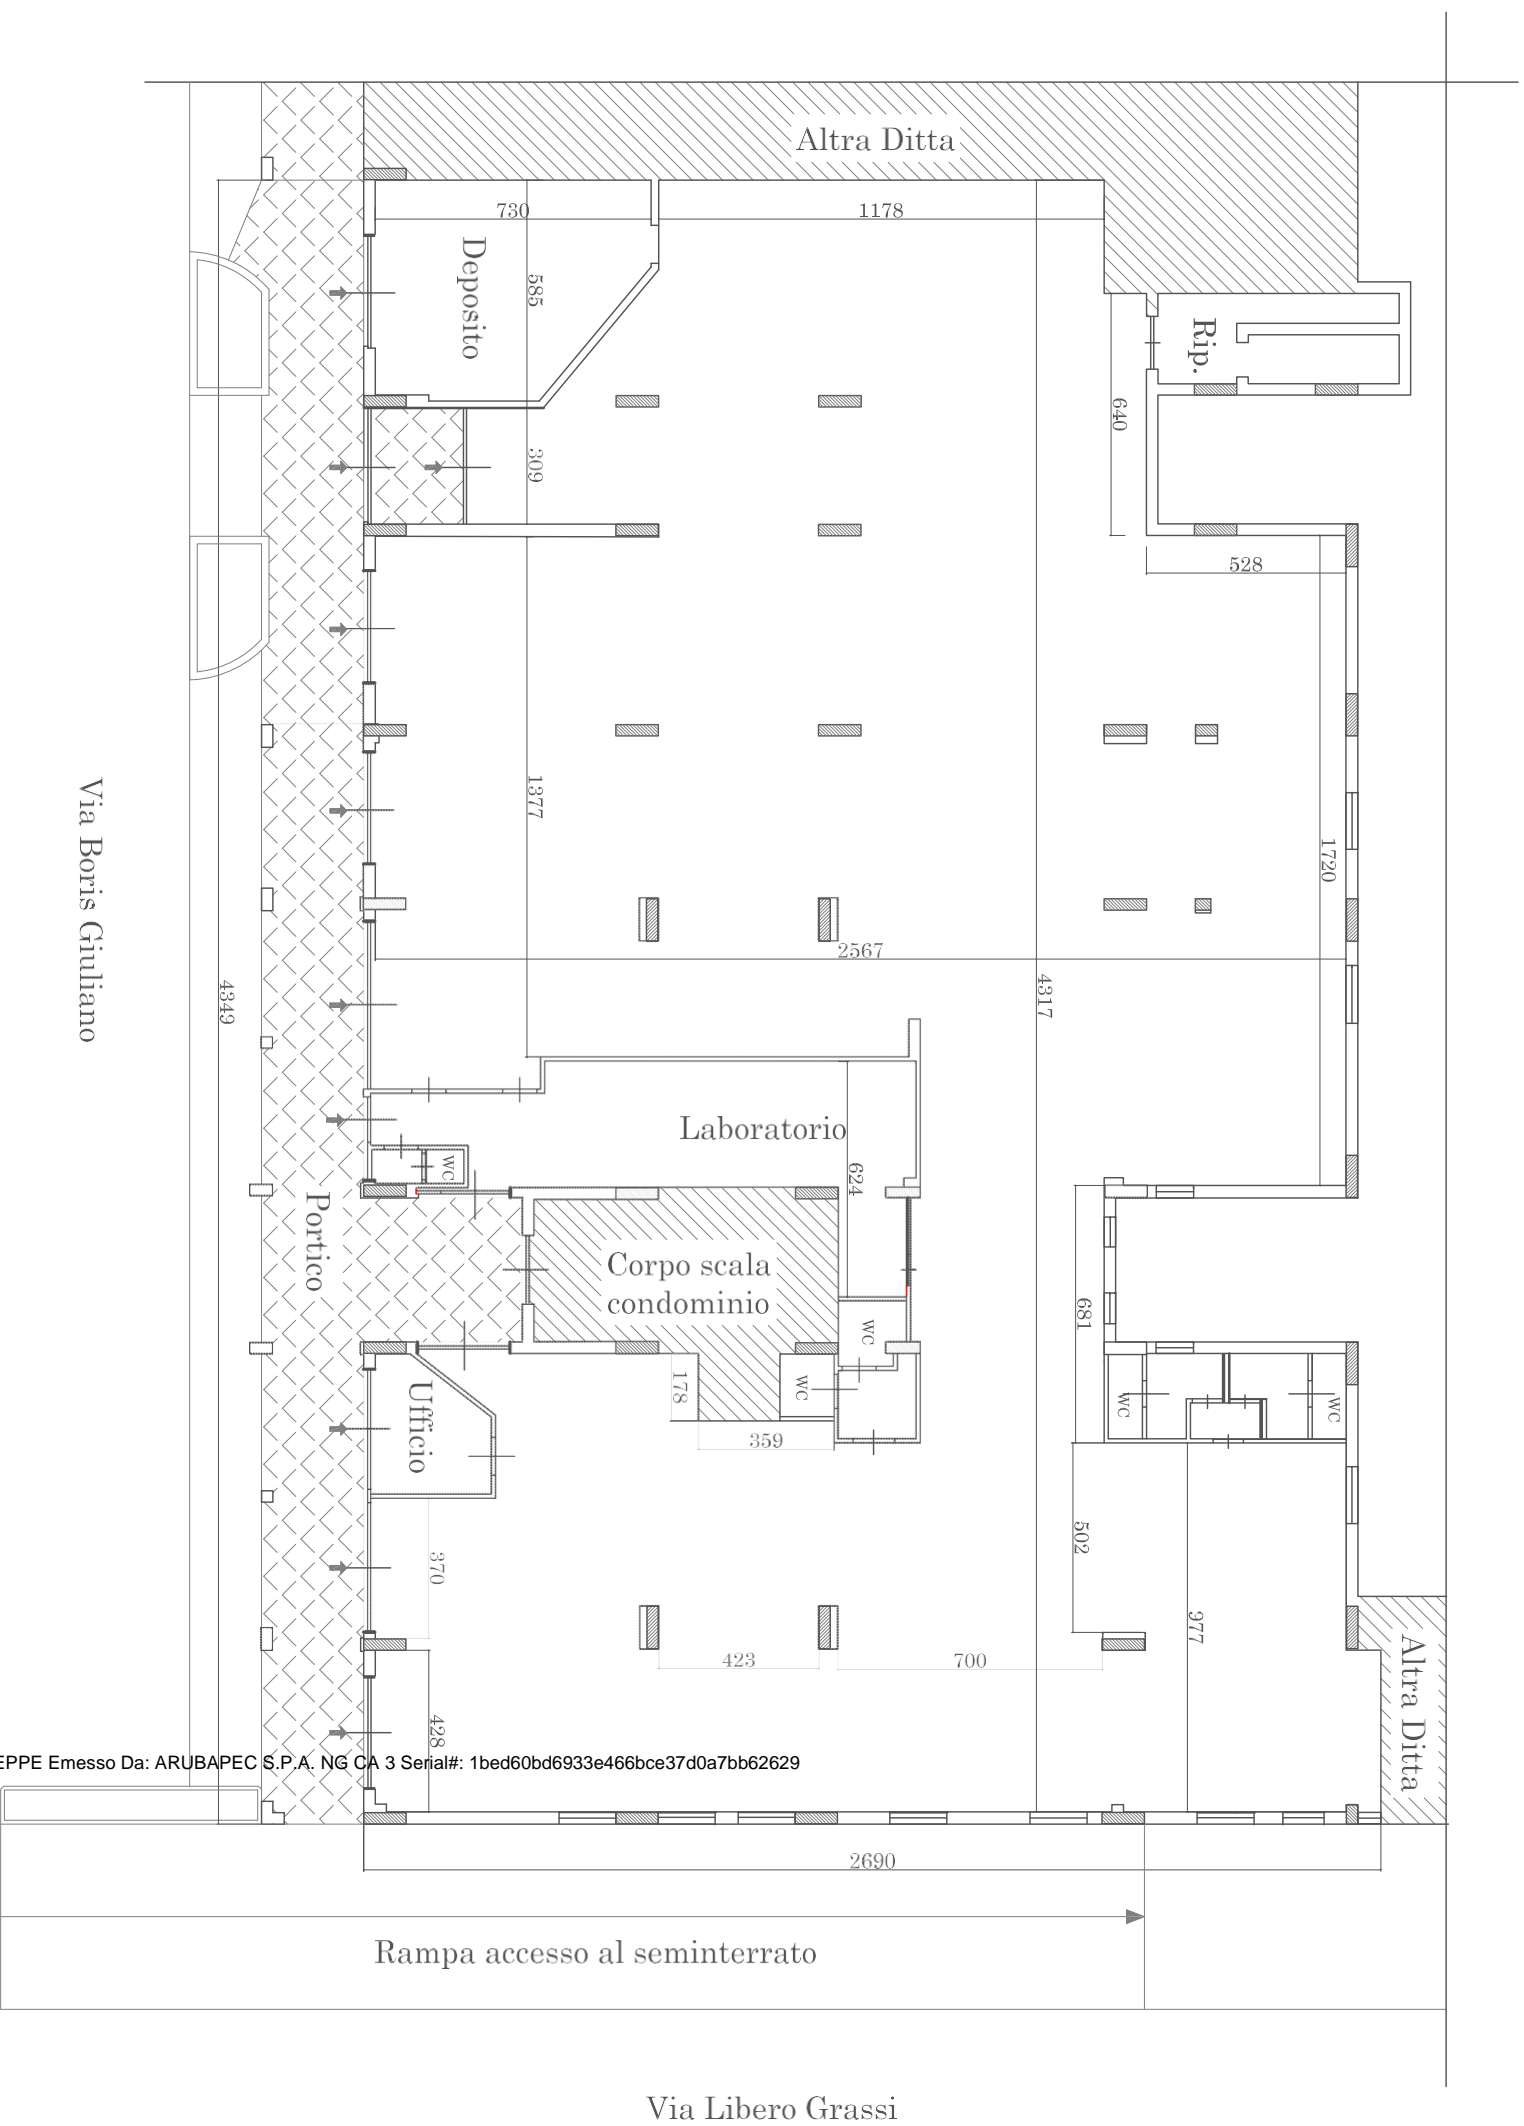 Altra Ditta
730
1178
Deposito
585
Rip.
640
309
528
1377
1720
Via Boris Giuliano
2567
4349
4317
Laboratorio
WC
624
Portico
Corpo scala
condominio
681
WC
178
WC
WC
WC
Ufficio
359
502
370
977
423
700
Altra Ditta
428
EPPE Emesso Da: ARUBAPEC S.P.A. NG CA 3 Serial#: 1bed60bd6933e466bce37d0a7bb62629
2690
Rampa accesso al seminterrato
Via Libero Grassi